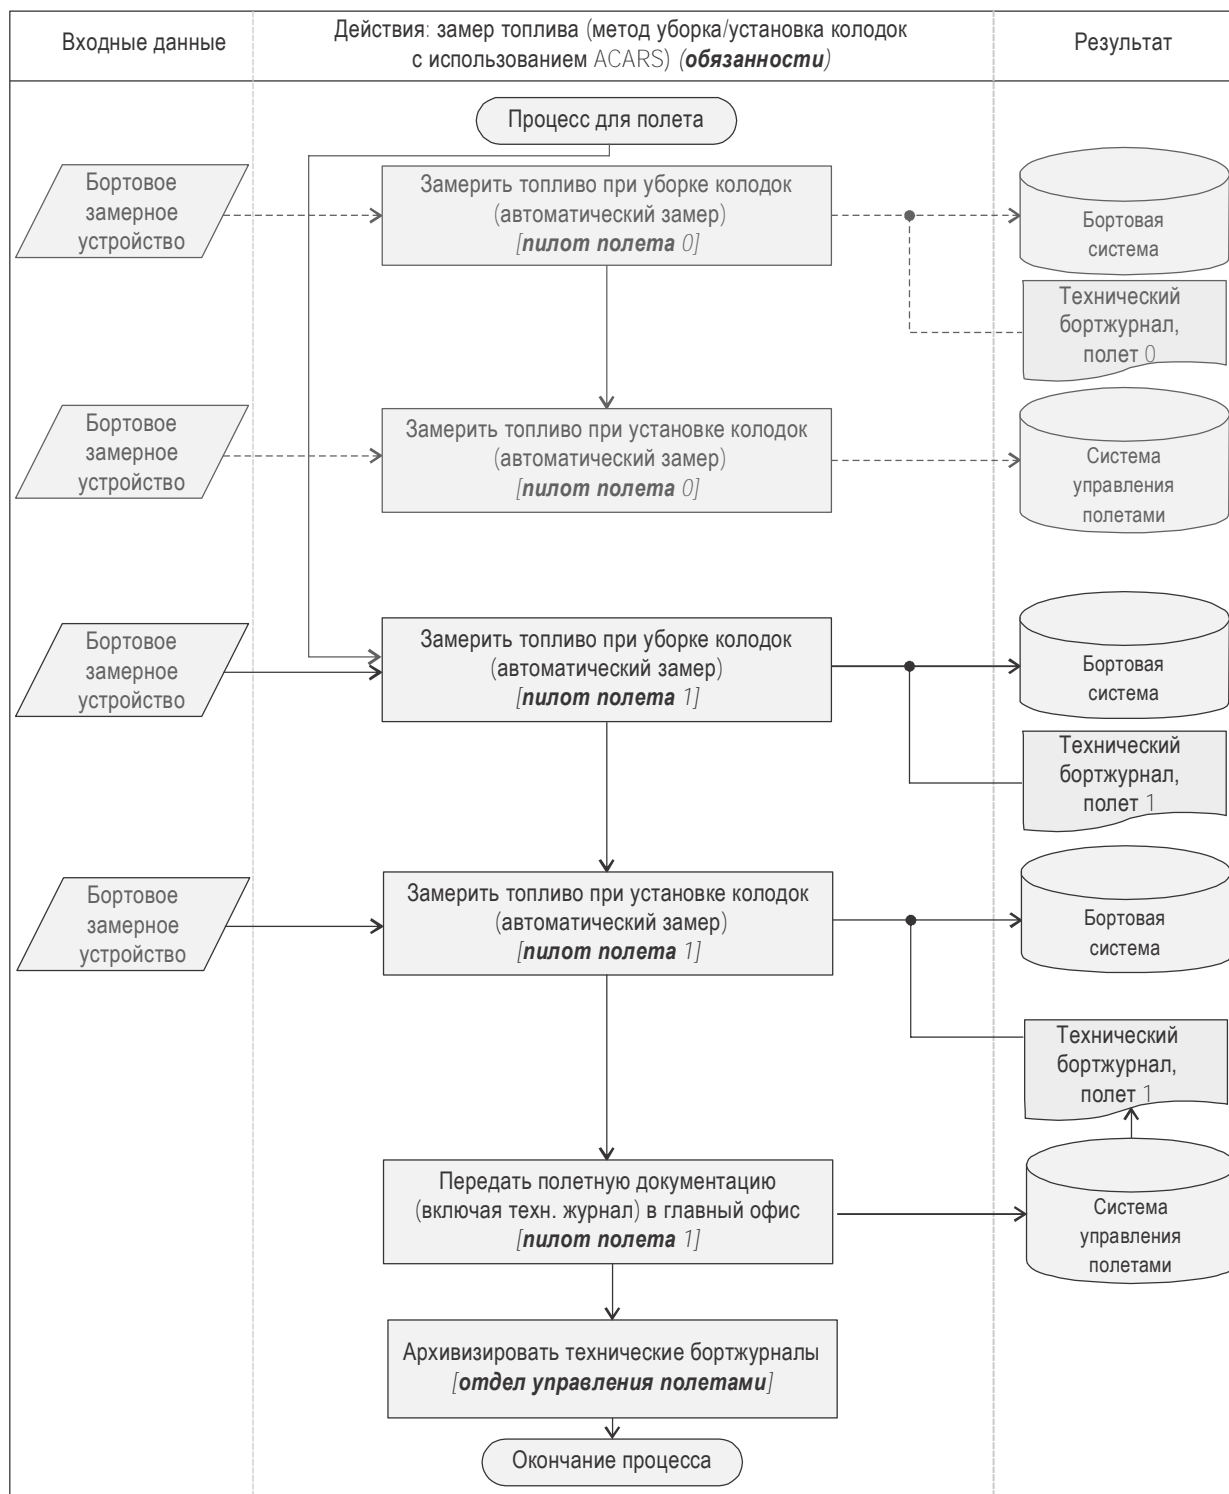 Входные данные
Действия: замер топлива (метод уборка/установка колодок
с использованием ACARS) (обязанности)
Результат
Процесс для полета
Бортовое
замерное
устройство
Замерить топливо при уборке колодок
(автоматический замер)
[пилот полета 0]
Бортовая
система
Технический
бортжурнал,
полет 0
Бортовое
замерное
устройство
Замерить топливо при установке колодок
(автоматический замер)
[пилот полета 0]
Система
управления
полетами
Бортовое
замерное
устройство
Замерить топливо при уборке колодок
(автоматический замер)
[пилот полета 1]
Бортовая
система
Технический
бортжурнал,
полет 1
Бортовое
замерное
устройство
Замерить топливо при установке колодок
(автоматический замер)
[пилот полета 1]
Бортовая
система
Технический
бортжурнал,
полет 1
Передать полетную документацию
(включая техн. журнал) в главный офис
[пилот полета 1]
Система
управления
полетами
Архивизировать технические бортжурналы
[отдел управления полетами]
Окончание процесса